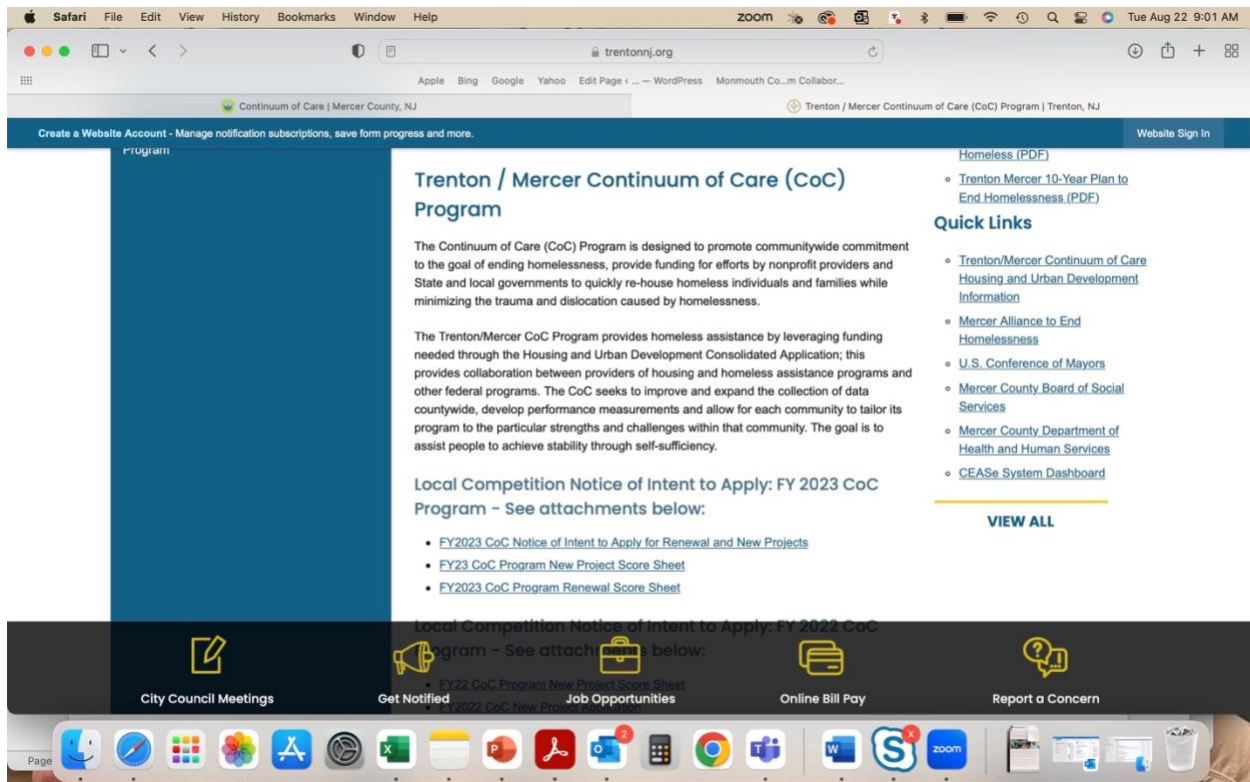 Safari File Edit View History Bookmarks Window Help zoom Tue Aug 22 9:01 AM
trentonnj.org
Apple Bing Google Yahoo Edit Page ‹ ... — WordPress Monmouth Co...m Collabor...
Continuum of Care | Mercer County, NJ
Trenton / Mercer Continuum of Care (CoC) Program | Trenton, NJ
Create a Website Account - Manage notification subscriptions, save form progress and more.
Website Sign In
Program
Trenton / Mercer Continuum of Care (CoC)
Program
The Continuum of Care (CoC) Program is designed to promote communitywide commitment
to the goal of ending homelessness, provide funding for efforts by nonprofit providers and
State and local governments to quickly re-house homeless individuals and families while
minimizing the trauma and dislocation caused by homelessness.
The Trenton/Mercer CoC Program provides homeless assistance by leveraging funding
needed through the Housing and Urban Development Consolidated Application; this
provides collaboration between providers of housing and homeless assistance programs and
other federal programs. The CoC seeks to improve and expand the collection of data
countywide, develop performance measurements and allow for each community to tailor its
program to the particular strengths and challenges within that community. The goal is to
assist people to achieve stability through self-sufficiency.
Local Competition Notice of Intent to Apply: FY 2023 CoC
Program - See attachments below:
FY2023 CoC Notice of Intent to Apply for Renewal and New Projects
FY23 CoC Program New Project Score Sheet
FY2023 CoC Program Renewal Score Sheet
Local Competition Notice of Intent to Apply: FY 2022 CoC
Program - See attachments below:
FY22 CoC Program New Project Score Sheet
FY2022 CoC New Project Application
Homeless (PDF)
Trenton Mercer 10-Year Plan to
End Homelessness (PDF)
Quick Links
Trenton/Mercer Continuum of Care
Housing and Urban Development
Information
Mercer Alliance to End
Homelessness
U.S. Conference of Mayors
Mercer County Board of Social
Services
Mercer County Department of
Health and Human Services
CEASe System Dashboard
VIEW ALL
City Council Meetings
Get Notified
Job Opportunities
Online Bill Pay
Report a Concern
Page
2
zoom